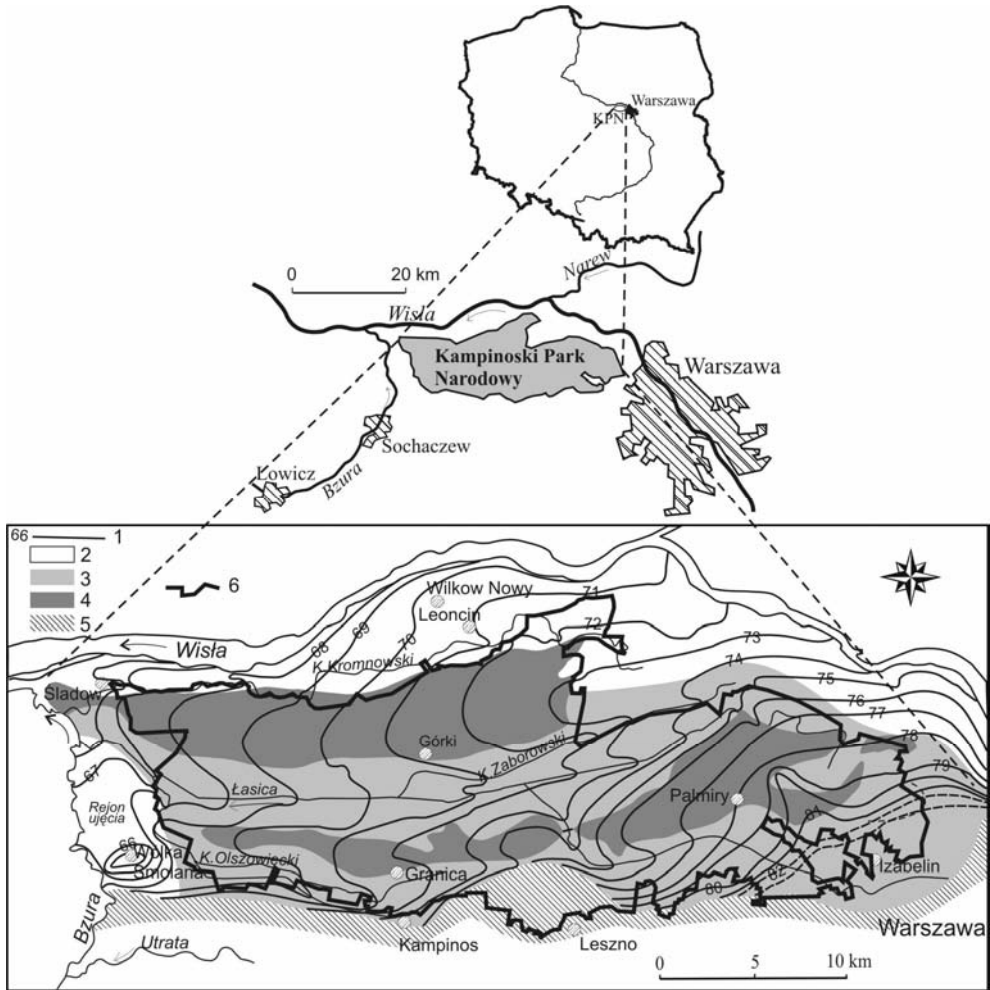 Warszawa
KPN
0 20 km
Narew
Wisła
Kampinoski Park
Narodowy
Warszawa
Sochaczew
Łowicz
Bzura
66 1
2
3
4
5
6
Wilkow Nowy
Leoncin
71
72
73
74
75
76
77
78
79
68
69
70
Wisła
K.Kromnowski
Śladow
Górki
K.Zaborowski
67
Łasica
Rejon
ujęcia
Palmiry
81
66
Wólka
Smolana
K.Olszowiecki
Granica
82
80
Izabelin
Bzura
Kampinos
Leszno
Warszawa
Utrata
0 5 10 km